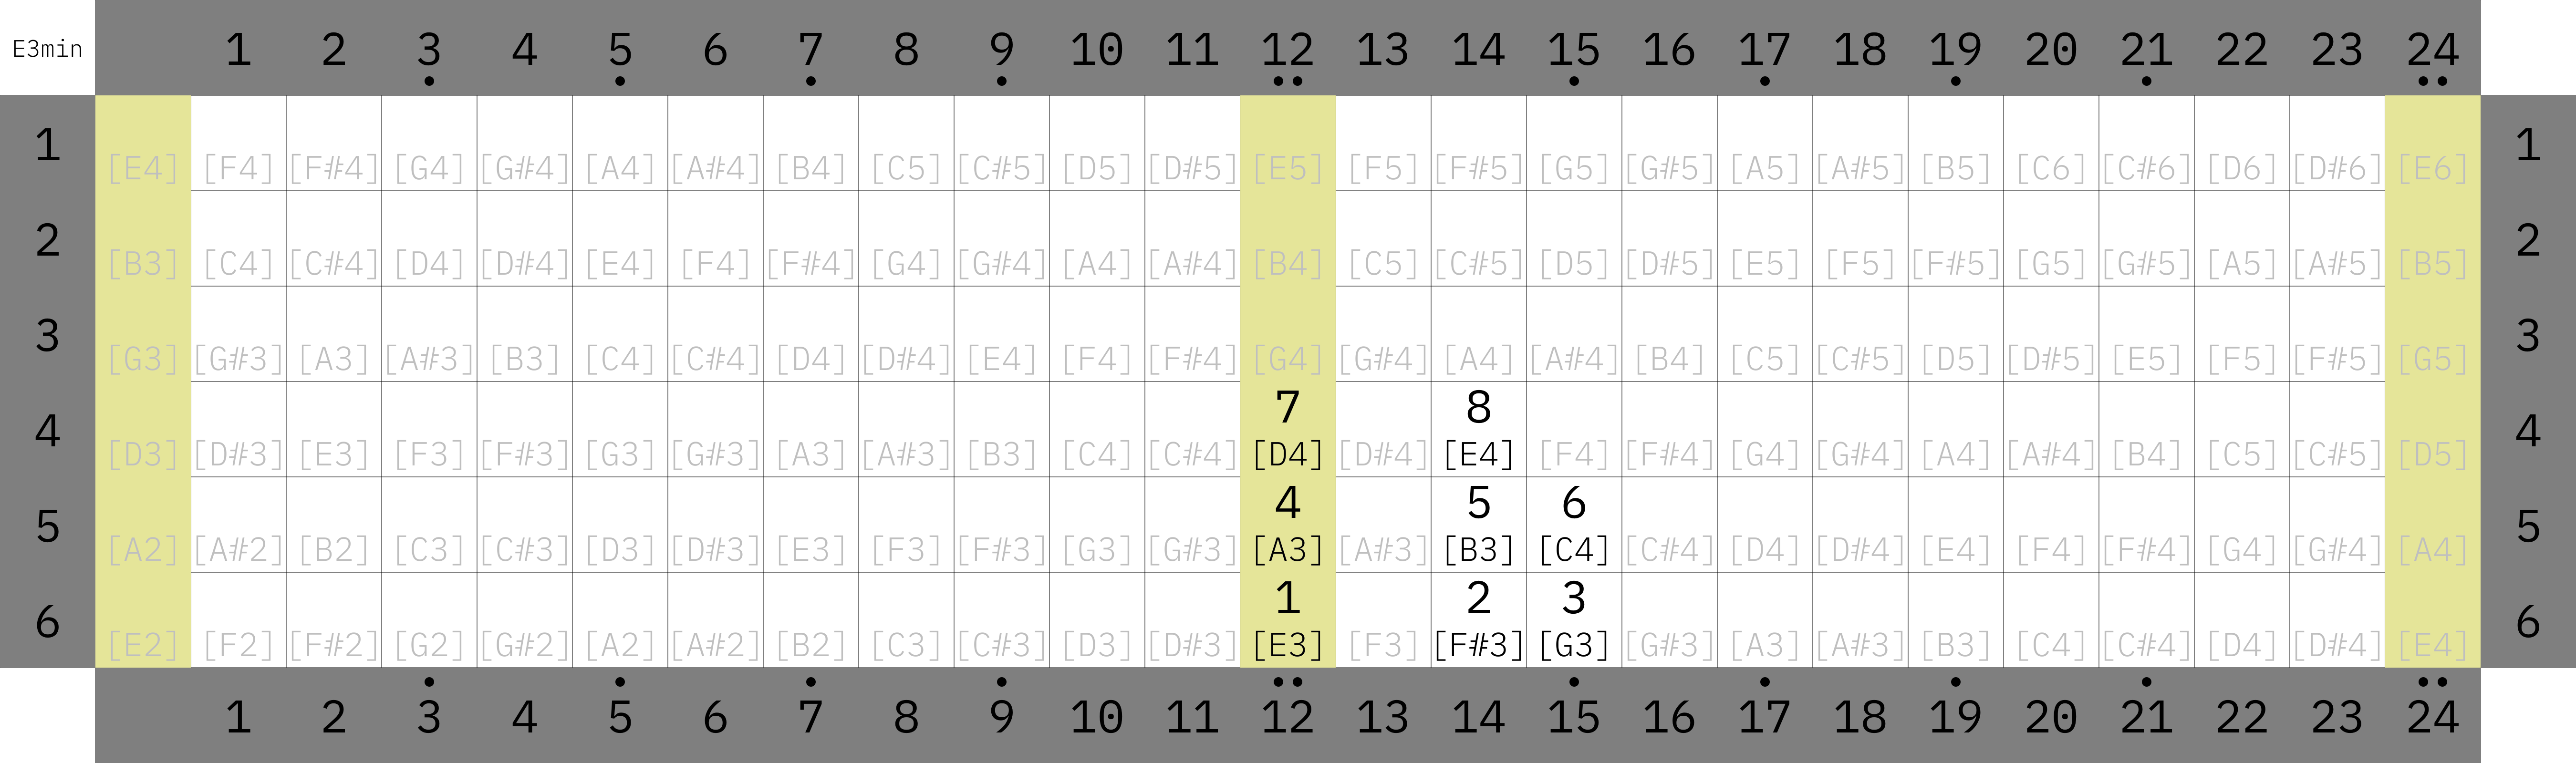 E3min 1 2 3 4 5 6 7 8 9 10 11 12 13 14 15 16 17 18 19 20 21 22 23 24
1 [E4] [F4] [F#4] [G4] [G#4] [A4] [A#4] [B4] [C5] [C#5] [D5] [D#5] [E5] [F5] [F#5] [G5] [G#5] [A5] [A#5] [B5] [C6] [C#6] [D6] [D#6] [E6] 1
2 [B3] [C4] [C#4] [D4] [D#4] [E4] [F4] [F#4] [G4] [G#4] [A4] [A#4] [B4] [C5] [C#5] [D5] [D#5] [E5] [F5] [F#5] [G5] [G#5] [A5] [A#5] [B5] 2
3 [G3] [G#3] [A3] [A#3] [B3] [C4] [C#4] [D4] [D#4] [E4] [F4] [F#4] [G4] [G#4] [A4] [A#4] [B4] [C5] [C#5] [D5] [D#5] [E5] [F5] [F#5] [G5] 3
7 8
4 [D3] [D#3] [E3] [F3] [F#3] [G3] [G#3] [A3] [A#3] [B3] [C4] [C#4] [D4] [D#4] [E4] [F4] [F#4] [G4] [G#4] [A4] [A#4] [B4] [C5] [C#5] [D5] 4
4 5 6
5 [A2] [A#2] [B2] [C3] [C#3] [D3] [D#3] [E3] [F3] [F#3] [G3] [G#3] [A3] [A#3] [B3] [C4] [C#4] [D4] [D#4] [E4] [F4] [F#4] [G4] [G#4] [A4] 5
1 2 3
6 [E2] [F2] [F#2] [G2] [G#2] [A2] [A#2] [B2] [C3] [C#3] [D3] [D#3] [E3] [F3] [F#3] [G3] [G#3] [A3] [A#3] [B3] [C4] [C#4] [D4] [D#4] [E4] 6
1 2 3 4 5 6 7 8 9 10 11 12 13 14 15 16 17 18 19 20 21 22 23 24